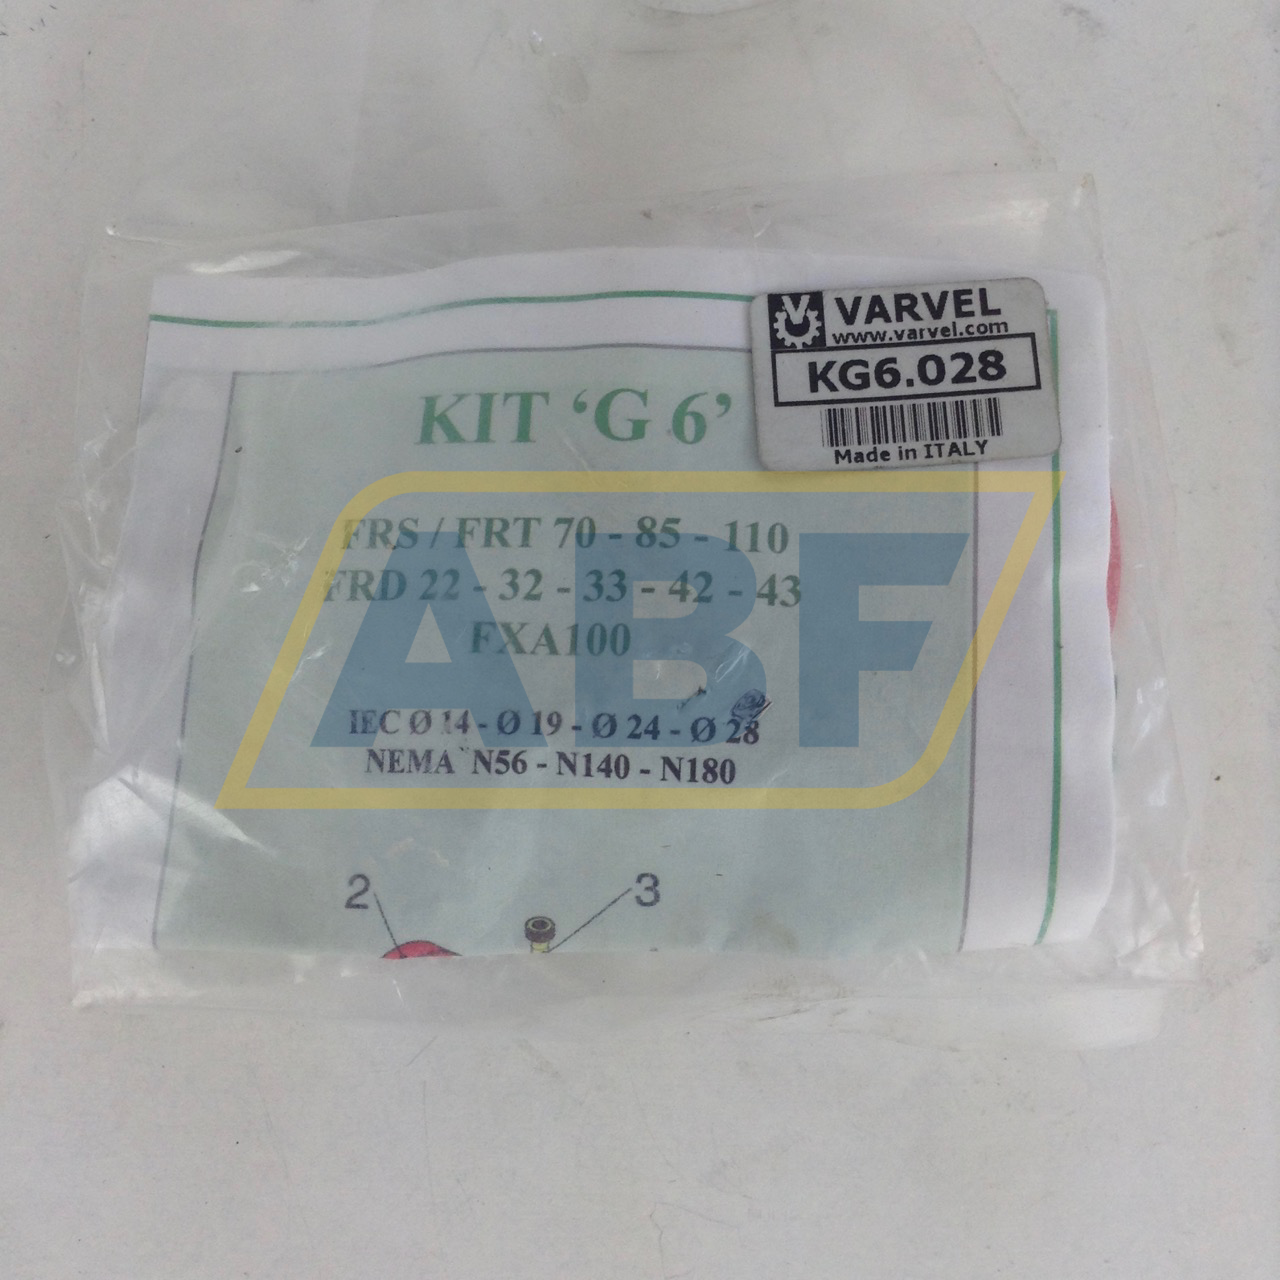 VARVEL
www.varvel.com
KG6.028
Made in ITALY
KIT ‘G 6’
FRS / FRT 70 - 85 - 110
FRD 22 - 32 - 33 - 42 - 43
FXA100
IEC Ø 14 - Ø 19 - Ø 24 - Ø 28
NEMA N56 - N140 - N180
ABF
2
3